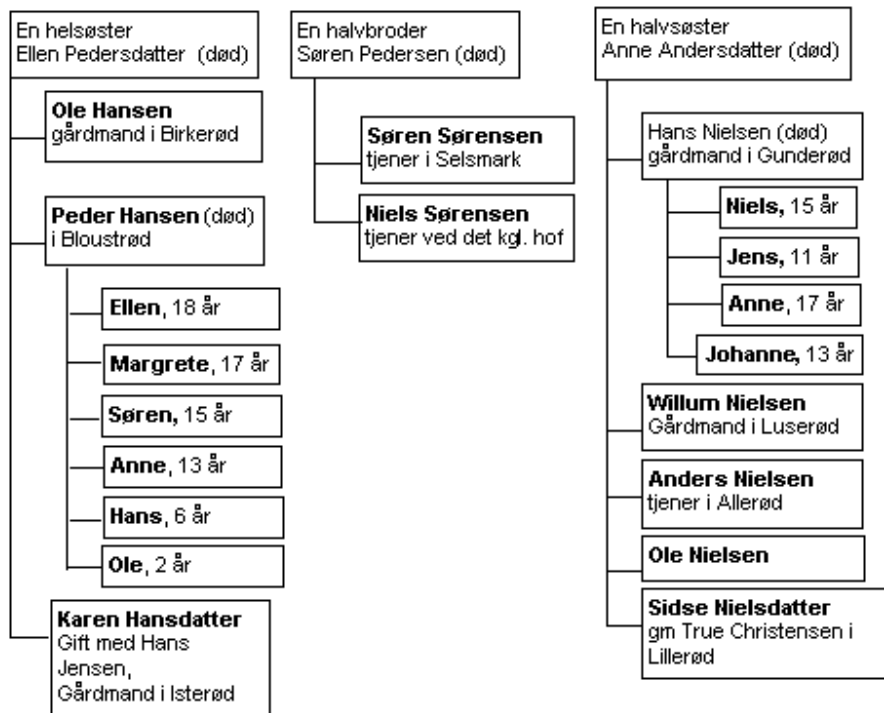 En helsøster
Ellen Pedersdatter (død)
Ole Hansen
gårdmand i Birkerød
Peder Hansen (død)
i Bloustrød
Ellen, 18 år
Margrete, 17 år
Søren, 15 år
Anne, 13 år
Hans, 6 år
Ole, 2 år
Karen Hansdatter
Gift med Hans
Jensen,
Gårdmand i Isterød
En halvbroder
Søren Pedersen (død)
Søren Sørensen
tjener i Selsmark
Niels Sørensen
tjener ved det kgl. hof
En halvsøster
Anne Andersdatter (død)
Hans Nielsen (død)
gårdmand i Gunderød
Niels, 15 år
Jens, 11 år
Anne, 17 år
Johanne, 13 år
Willum Nielsen
Gårdmand i Luserød
Anders Nielsen
tjener i Allerød
Ole Nielsen
Sidse Nielsdatter
gm True Christensen i
Lillerød